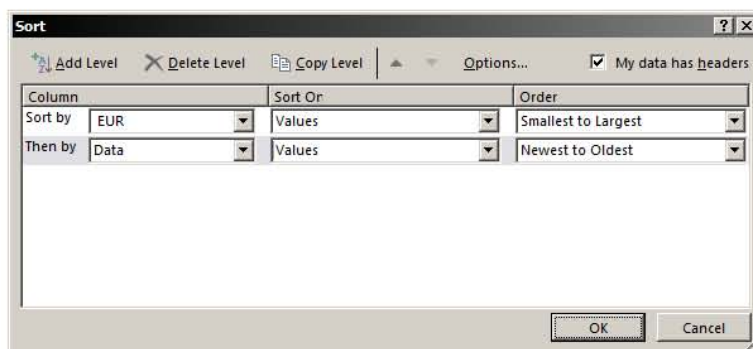 Sort
Add Level Delete Level Copy Level Options... My data has headers
Column Sort On Order
Sort by EUR Values Smallest to Largest
Then by Data Values Newest to Oldest
OK Cancel